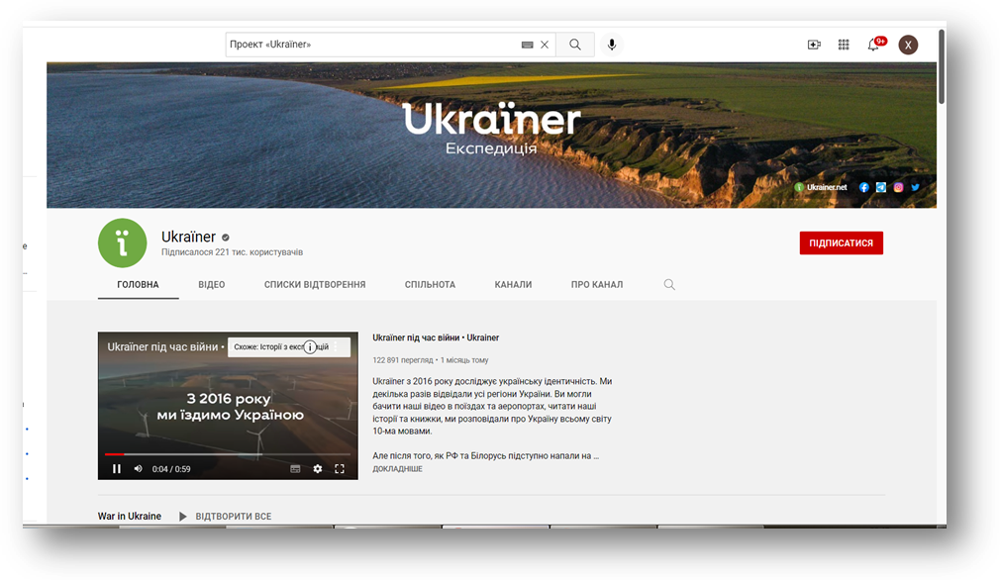 Проект «Ukraїner»
9+
X
Ukraїner
Експедиція
Ukrainer.net
ї
Ukraїner
Підписалося 221 тис. користувачів
ПІДПИСАТИСЯ
ГОЛОВНА
ВІДЕО
СПИСКИ ВІДТВОРЕННЯ
СПІЛЬНОТА
КАНАЛИ
ПРО КАНАЛ
Ukraїner під час війни •
Схоже: Історії з експедицій
З 2016 року
ми їздимо Україною
0:04 / 0:59
Ukraїner під час війни • Ukrainer
122 891 перегляд • 1 місяць тому
Ukraїner з 2016 року досліджує українську ідентичність. Ми
декілька разів відвідали усі регіони України. Ви могли
бачити наші відео в поїздах та аеропортах, читати наші
історії та книжки, ми розповідали про Україну всьому світу
10-ма мовами.
Але після того, як РФ та Білорусь підступно напали на ...
ДОКЛАДНІШЕ
War in Ukraine
ВІДТВОРИТИ ВСЕ